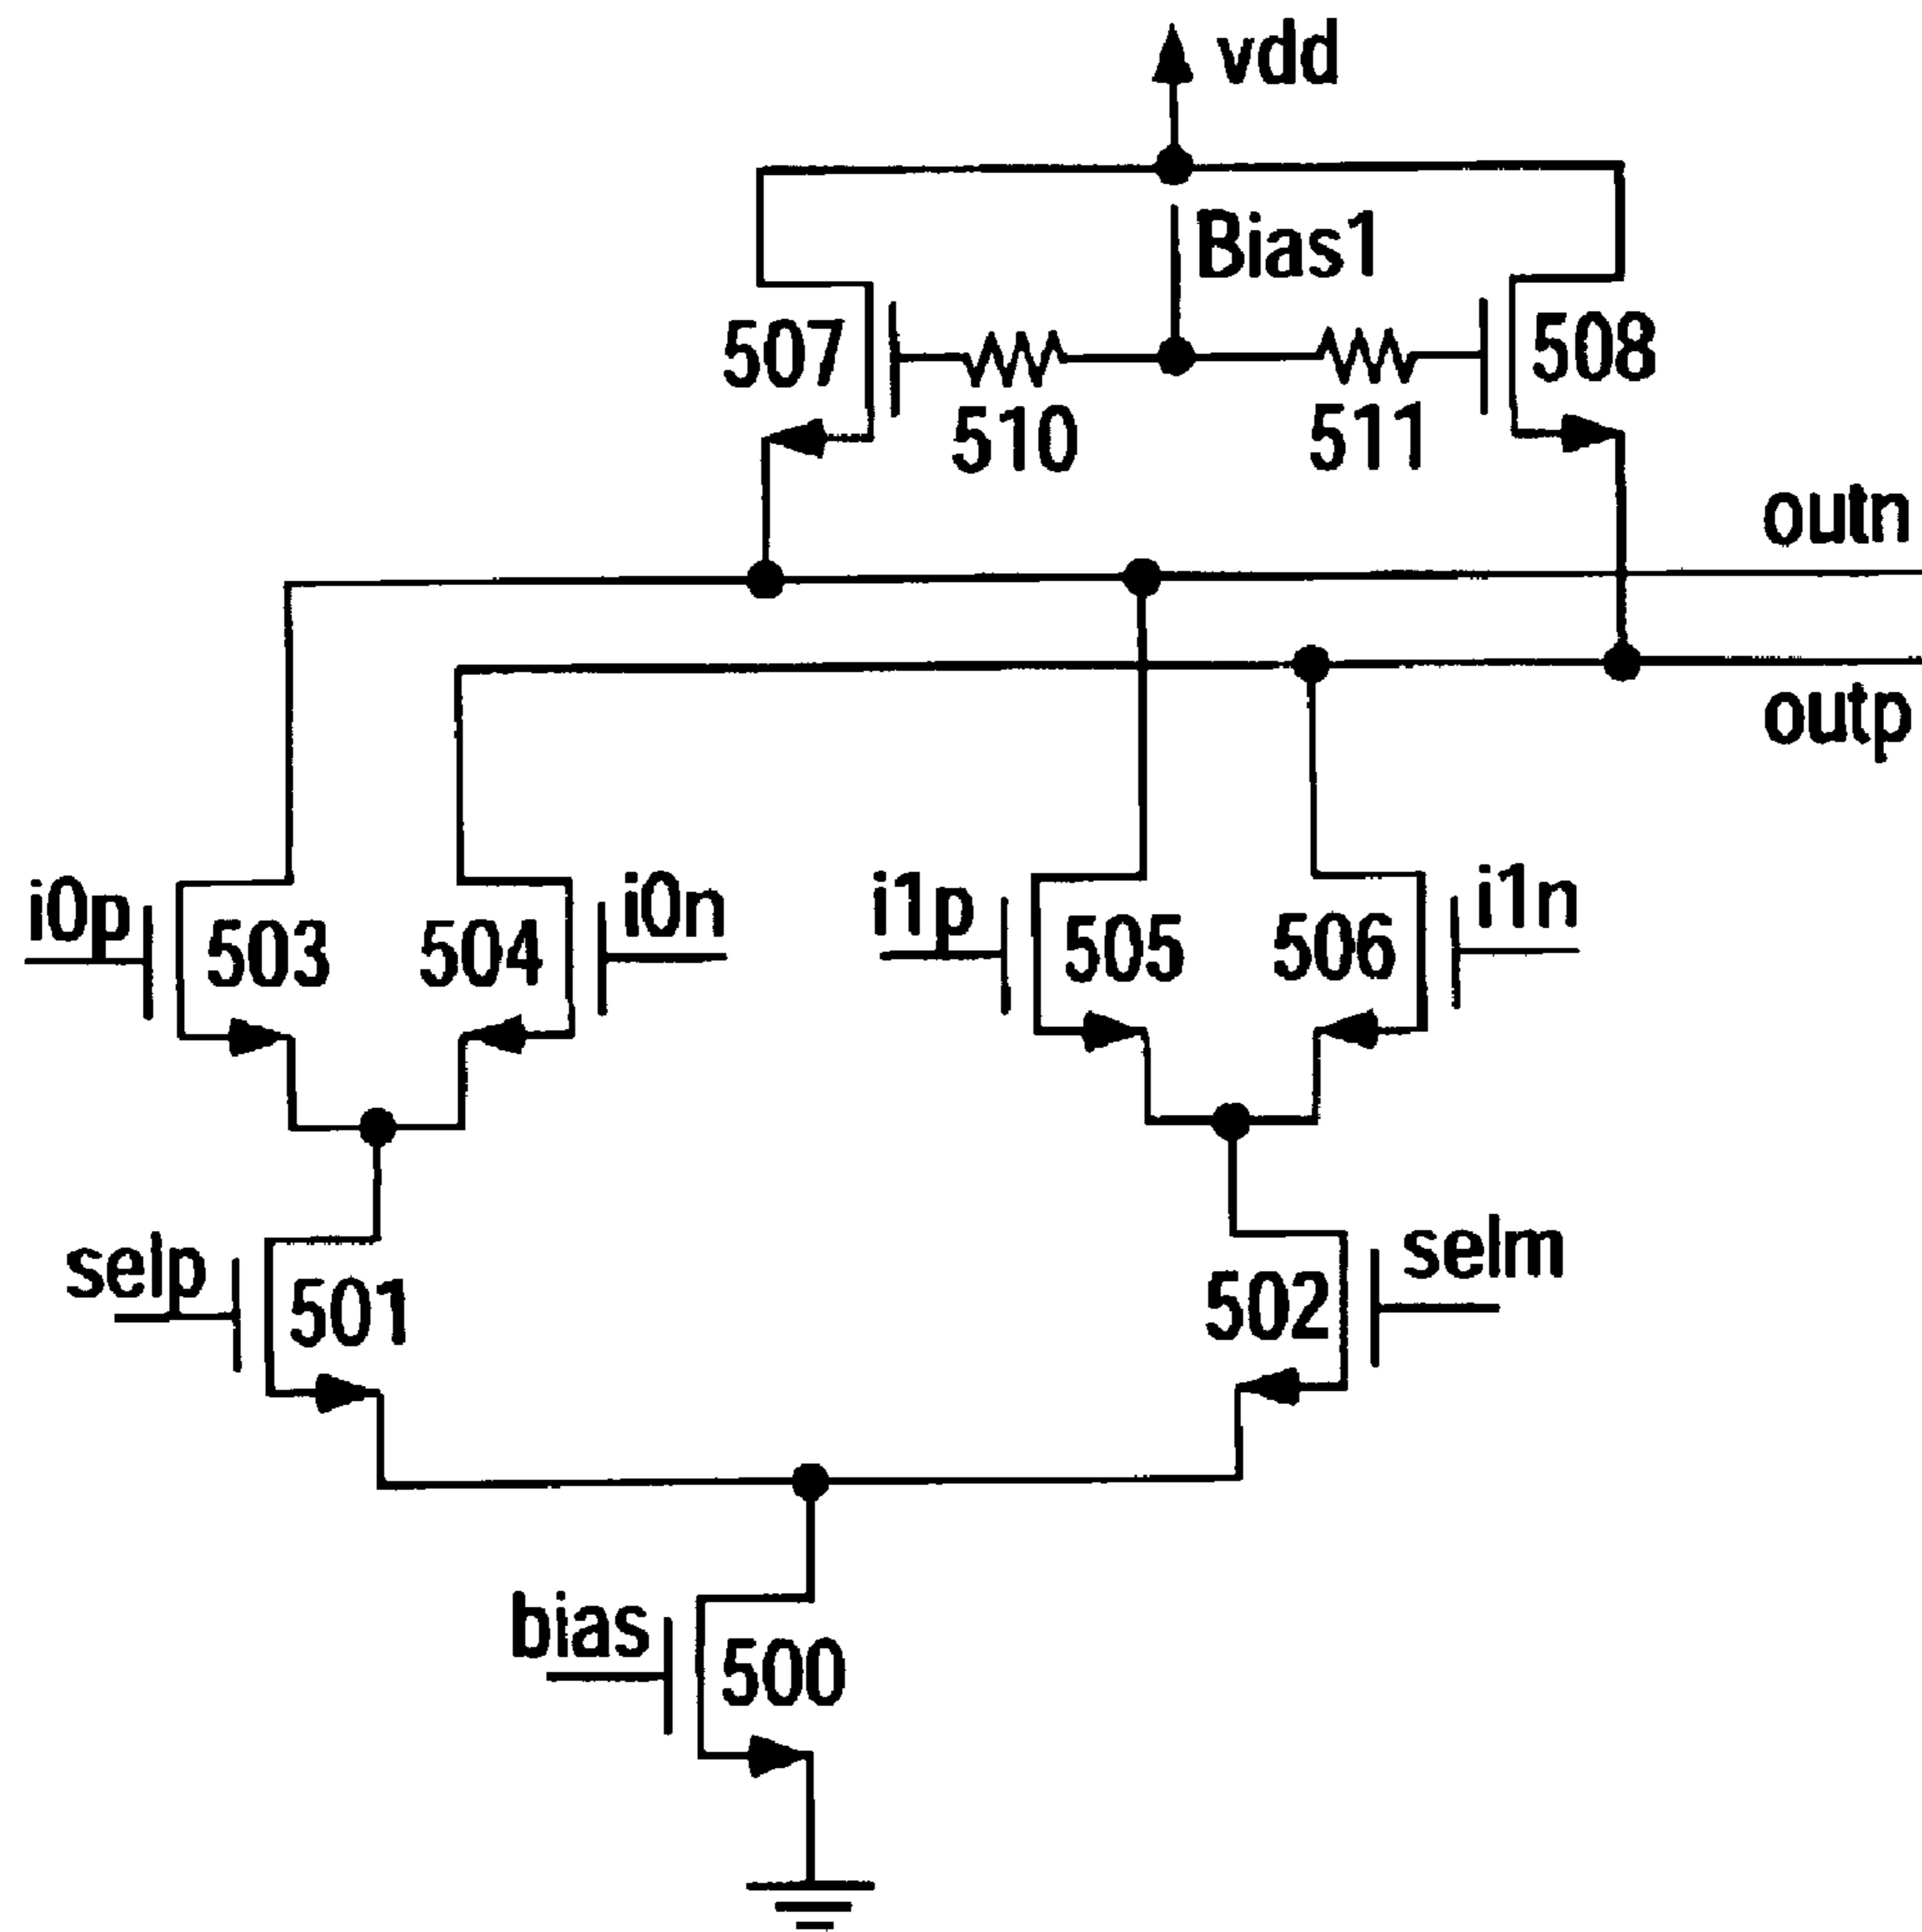 vdd
Bias1
507
508
510
511
outn
outp
i0p
503
504
i0n
i1p
505
506
i1n
selp
501
502
selm
bias
500